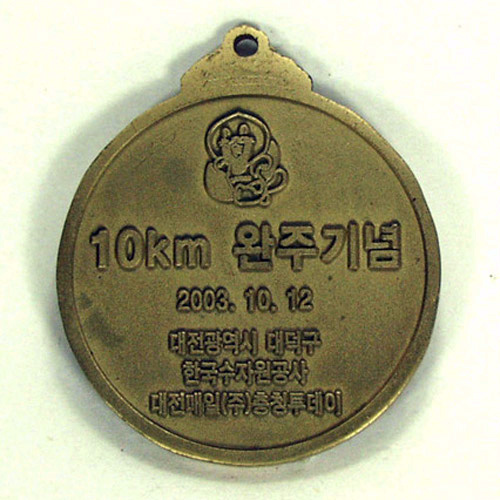 10km 완주기념
2003. 10. 12
대전광역시 대덕구
한국수자원공사
대전매일(주)충청투데이